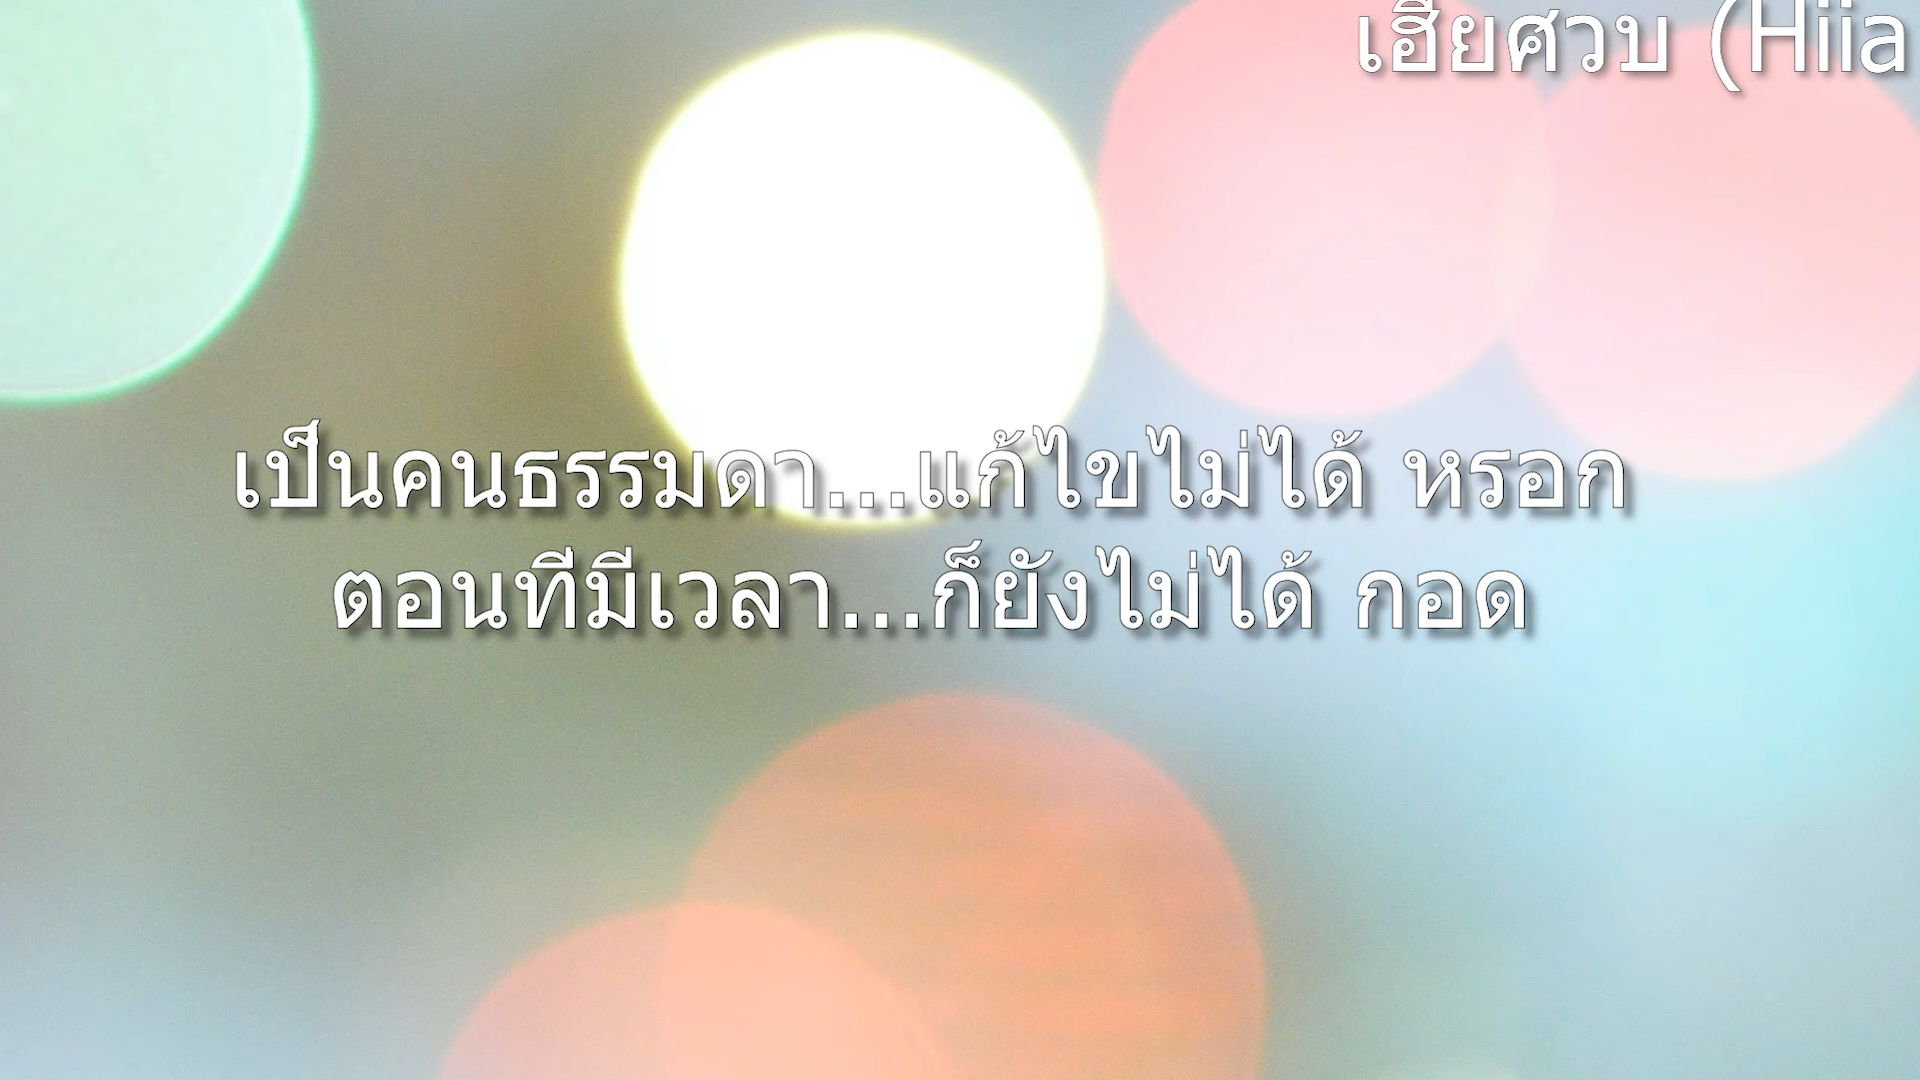 เฮียศวบ (Hiia
เป็นคนธรรมดา...แก้ไขไม่ได้ หรอก
ตอนที่มีเวลา...ก็ยังไม่ได้ กอด